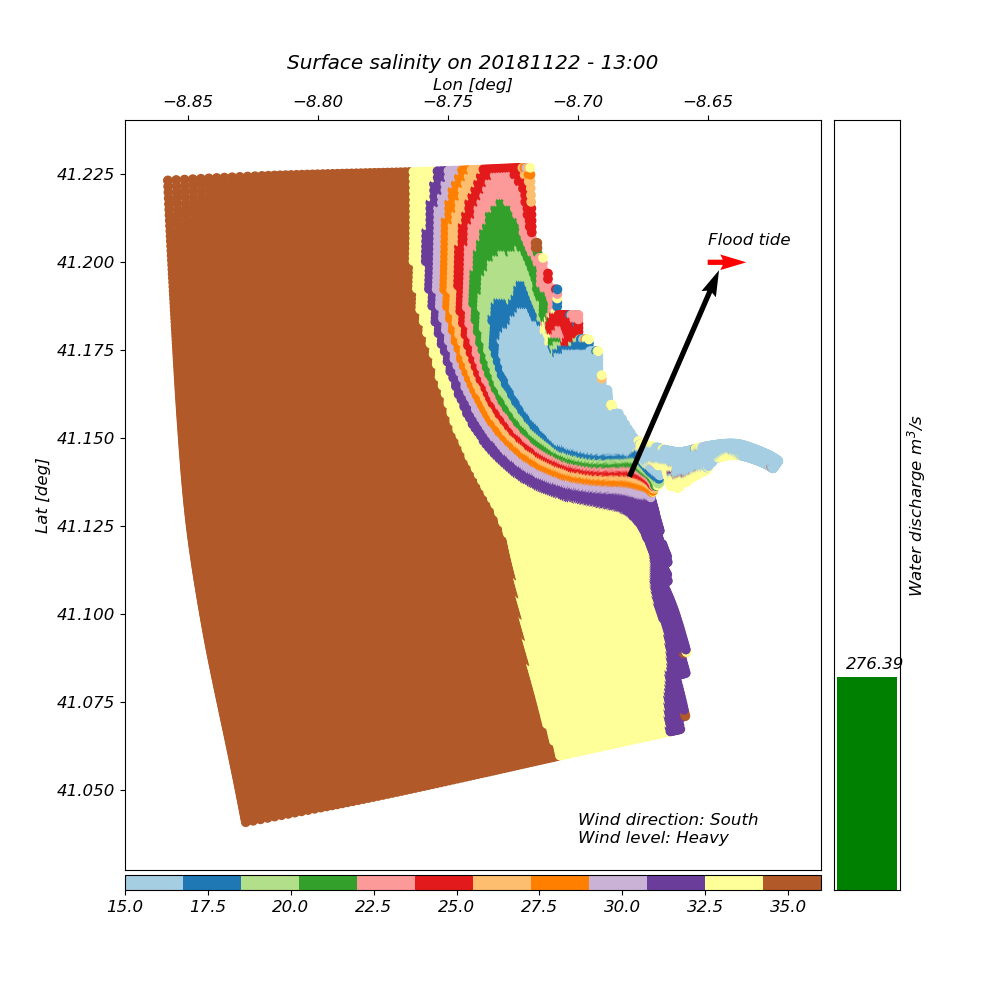 Surface salinity on 20181122 - 13:00
Lon [deg]
−8.85 −8.80 −8.75 −8.70 −8.65
41.225
41.200
41.175
41.150
41.125
41.100
41.075
41.050
Lat [deg]
Flood tide
Wind direction: South
Wind level: Heavy
276.39
Water discharge m³/s
15.0 17.5 20.0 22.5 25.0 27.5 30.0 32.5 35.0